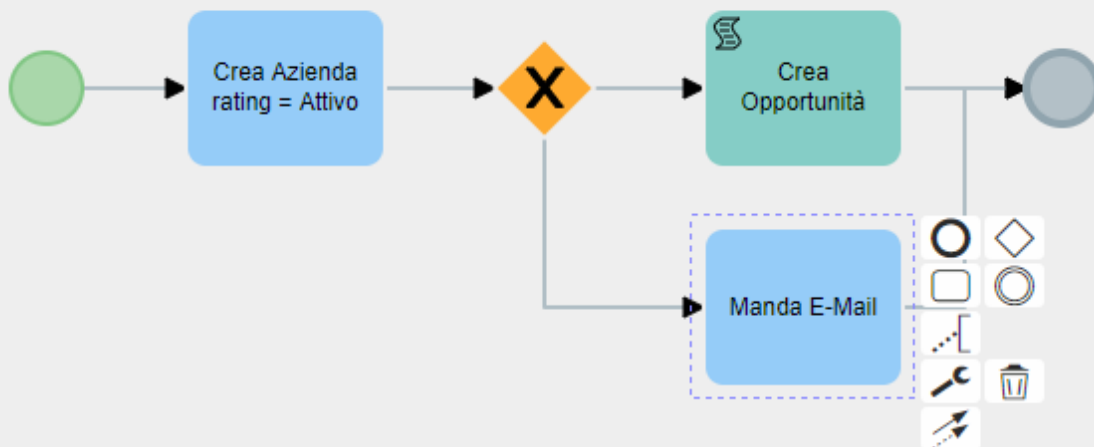 Crea Azienda
rating = Attivo
Crea
Opportunità
Manda E-Mail